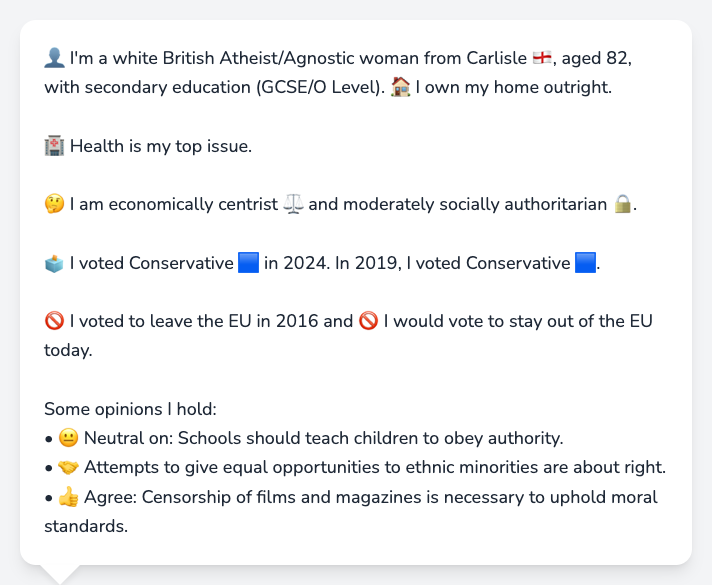 👤 I'm a white British Atheist/Agnostic woman from Carlisle 🏴󠁧󠁢󠁥󠁮󠁧󠁿, aged 82,
with secondary education (GCSE/O Level). 🏠 I own my home outright.
🏥 Health is my top issue.
🤔 I am economically centrist ⚖️ and moderately socially authoritarian 🔒.
🗳️ I voted Conservative 🟦 in 2024. In 2019, I voted Conservative 🟦.
🚫 I voted to leave the EU in 2016 and 🚫 I would vote to stay out of the EU
today.
Some opinions I hold:
• 😐 Neutral on: Schools should teach children to obey authority.
• 🤝 Attempts to give equal opportunities to ethnic minorities are about right.
• 👍 Agree: Censorship of films and magazines is necessary to uphold moral
standards.